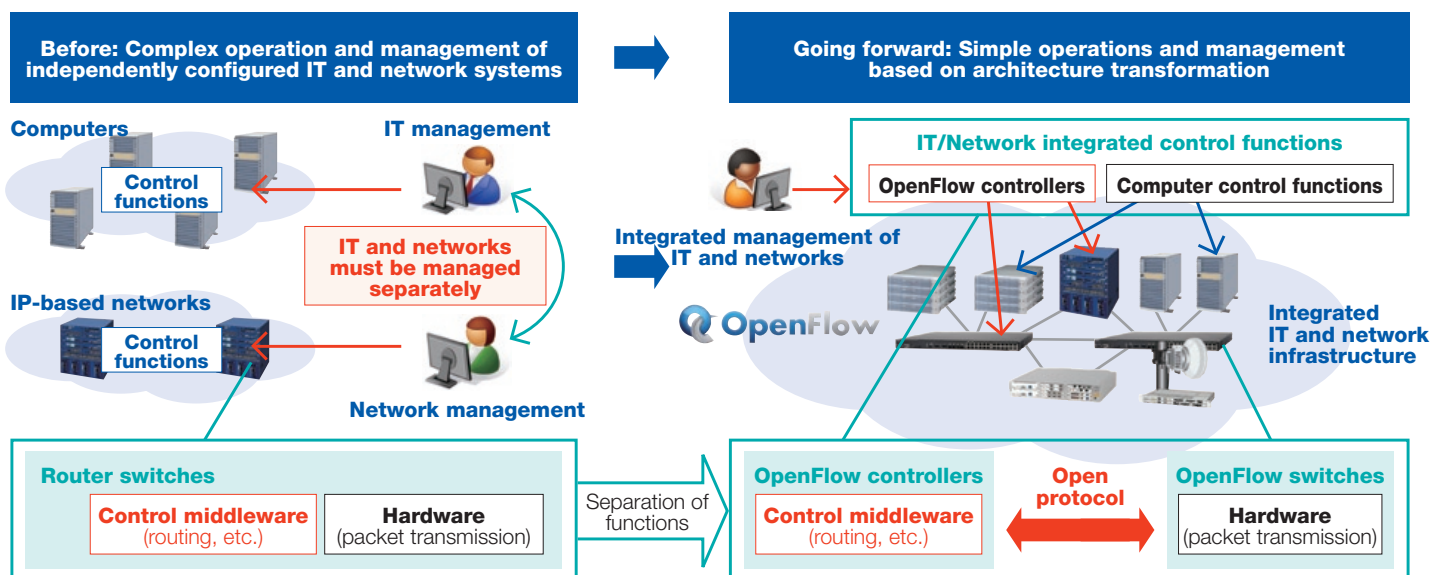 Before: Complex operation and management of
independently configured IT and network systems
Going forward: Simple operations and management
based on architecture transformation
Computers
IT management
Control
functions
IT and networks
must be managed
separately
IP-based networks
Control
functions
Network management
IT/Network integrated control functions
OpenFlow controllers
Computer control functions
Integrated management of
IT and networks
OpenFlow
Integrated
IT and network
infrastructure
Router switches
Control middleware
(routing, etc.)
Hardware
(packet transmission)
Separation of
functions
OpenFlow controllers
Control middleware
(routing, etc.)
Open
protocol
OpenFlow switches
Hardware
(packet transmission)